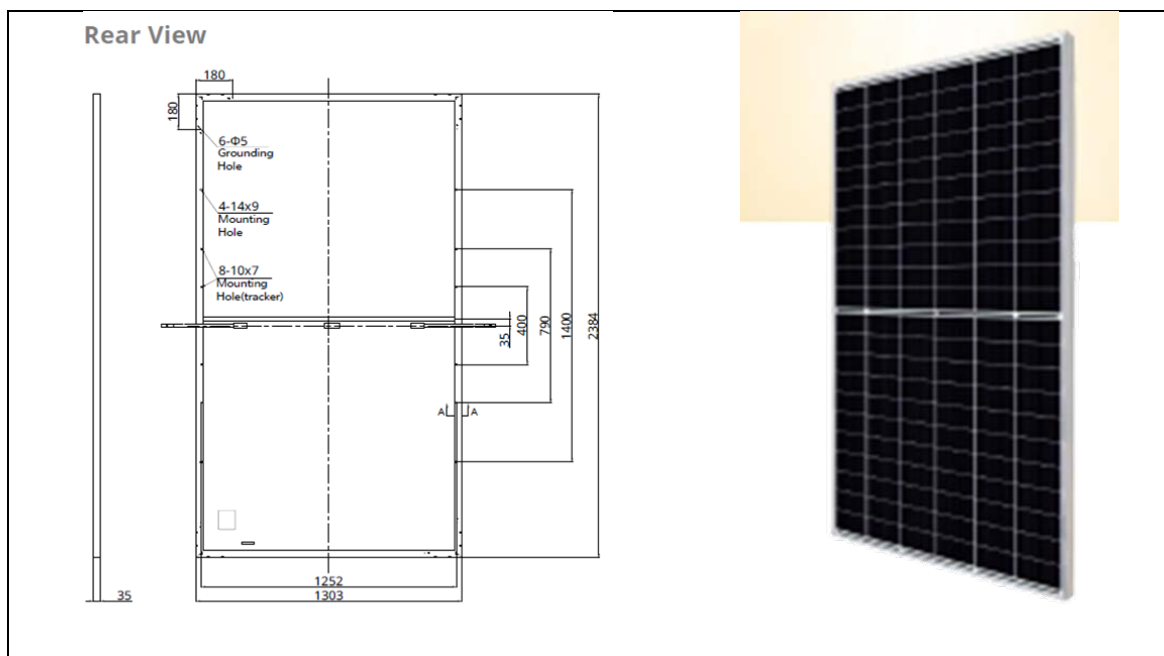 Rear View
180
180
6-Φ5
Grounding
Hole
4-14x9
Mounting
Hole
8-10x7
Mounting
Hole(tracker)
35
400
790
1400
2384
A
A
1252
1303
35